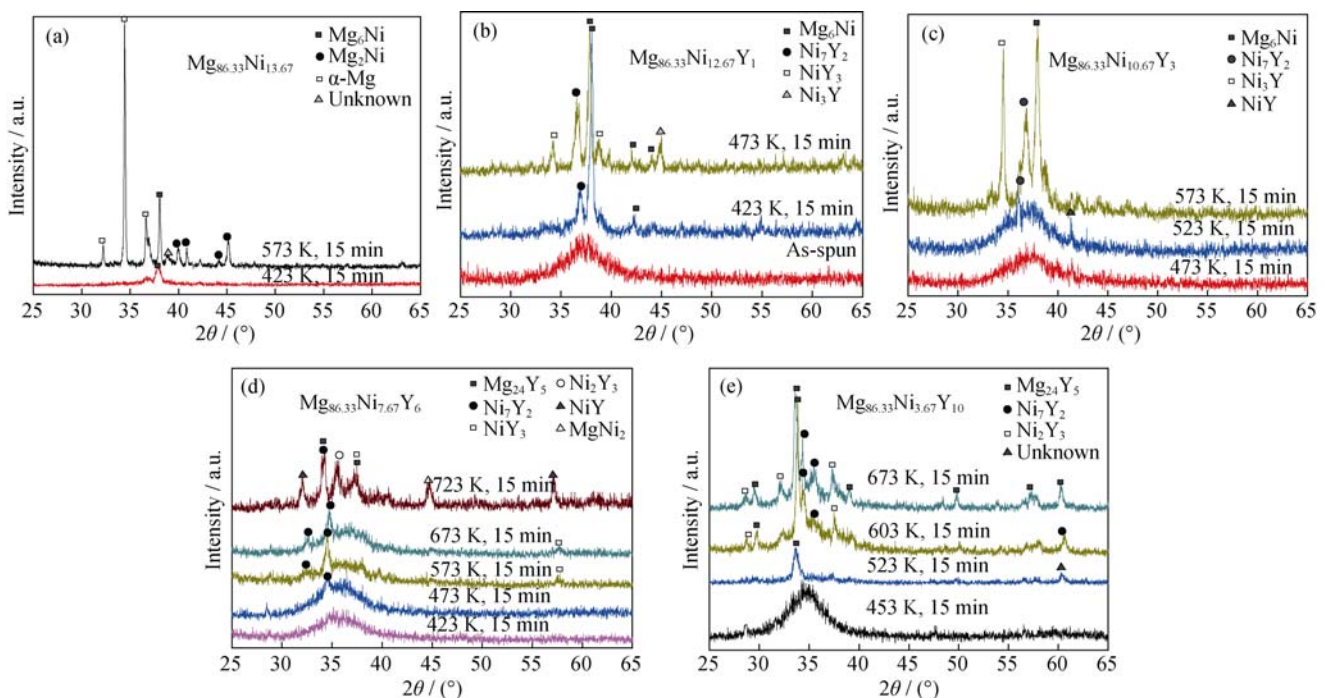 (a)
Mg₈₆.₃₃Ni₁₃.₆₇
Mg₆Ni
Mg₂Ni
α-Mg
Unknown
573 K, 15 min
423 K, 15 min
Intensity / a.u.
25 30 35 40 45 50 55 60 65
2θ / (°)
(b)
Mg₈₆.₃₃Ni₁₂.₆₇Y₁
Mg₆Ni
Ni₇Y₂
NiY₃
Ni₃Y
473 K, 15 min
423 K, 15 min
As-spun
Intensity / a.u.
25 30 35 40 45 50 55 60 65
2θ / (°)
(c)
Mg₈₆.₃₃Ni₁₀.₆₇Y₃
Mg₆Ni
Ni₇Y₂
Ni₃Y
NiY
573 K, 15 min
523 K, 15 min
473 K, 15 min
Intensity / a.u.
25 30 35 40 45 50 55 60 65
2θ / (°)
(d)
Mg₈₆.₃₃Ni₇.₆₇Y₆
Mg₂₄Y₅ Ni₂Y₃
Ni₇Y₂ NiY
NiY₃ MgNi₂
723 K, 15 min
673 K, 15 min
573 K, 15 min
473 K, 15 min
423 K, 15 min
Intensity / a.u.
25 30 35 40 45 50 55 60 65
2θ / (°)
(e)
Mg₈₆.₃₃Ni₃.₆₇Y₁₀
Mg₂₄Y₅
Ni₇Y₂
Ni₂Y₃
Unknown
673 K, 15 min
603 K, 15 min
523 K, 15 min
453 K, 15 min
Intensity / a.u.
25 30 35 40 45 50 55 60 65
2θ / (°)